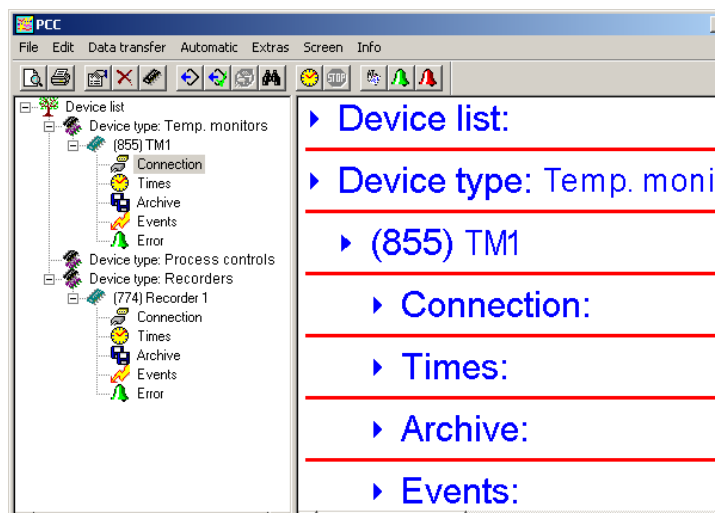 PCC
File Edit Data transfer Automatic Extras Screen Info
STOP
Device list
Device type: Temp. monitors
(855) TM1
Connection
Times
Archive
Events
Error
Device type: Process controls
Device type: Recorders
(774) Recorder 1
Connection
Times
Archive
Events
Error
Device list:
Device type: Temp. moni
(855) TM1
Connection:
Times:
Archive:
Events: